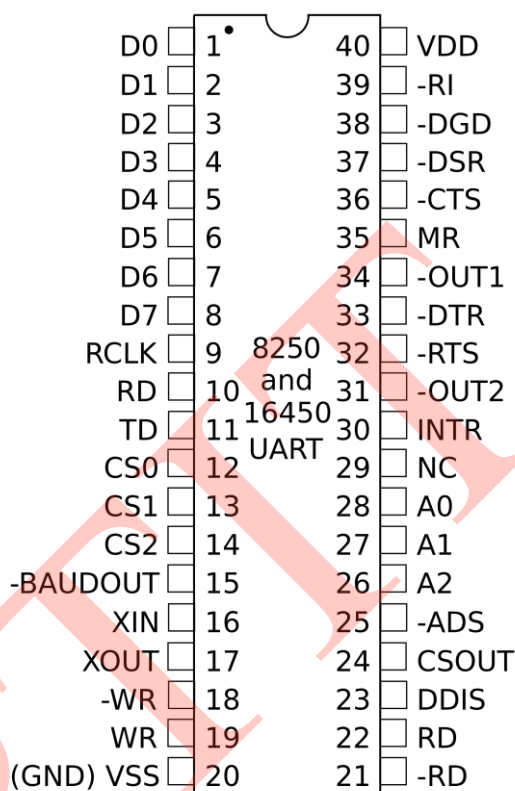 D0 1 40 VDD
D1 2 39 -RI
D2 3 38 -DGD
D3 4 37 -DSR
D4 5 36 -CTS
D5 6 35 MR
D6 7 34 -OUT1
D7 8 33 -DTR
RCLK 9 8250 32 -RTS
RD 10 and 31 -OUT2
TD 11 16450 30 INTR
CS0 12 UART 29 NC
CS1 13 28 A0
CS2 14 27 A1
-BAUDOUT 15 26 A2
XIN 16 25 -ADS
XOUT 17 24 CSOUT
-WR 18 23 DDIS
WR 19 22 RD
(GND) VSS 20 21 -RD